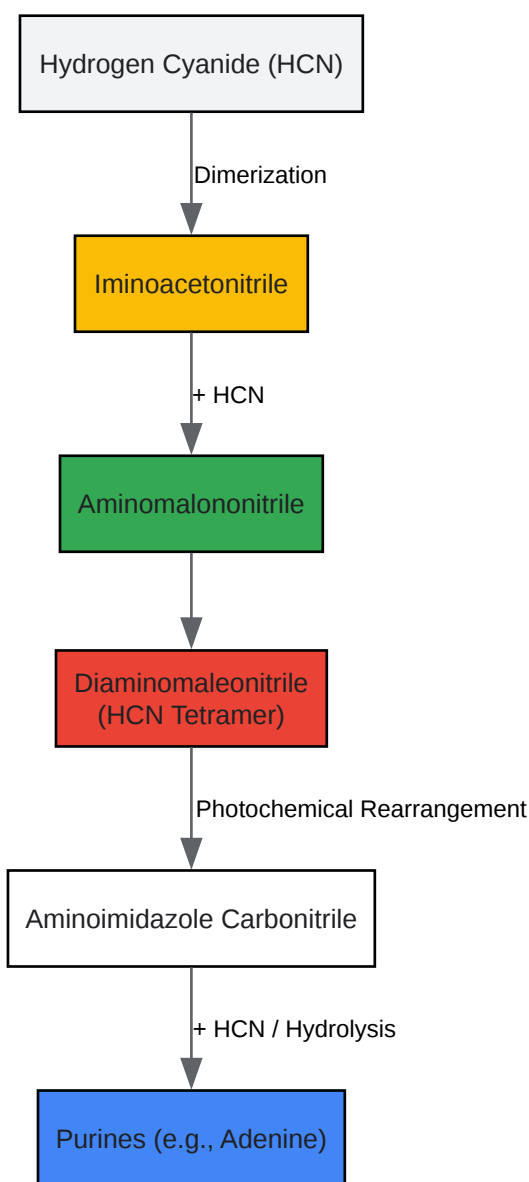 Hydrogen Cyanide (HCN)
Dimerization
Iminoacetonitrile
+ HCN
Aminomalononitrile
Diaminomaleonitrile
(HCN Tetramer)
Photochemical Rearrangement
Aminoimidazole Carbonitrile
+ HCN / Hydrolysis
Purines (e.g., Adenine)